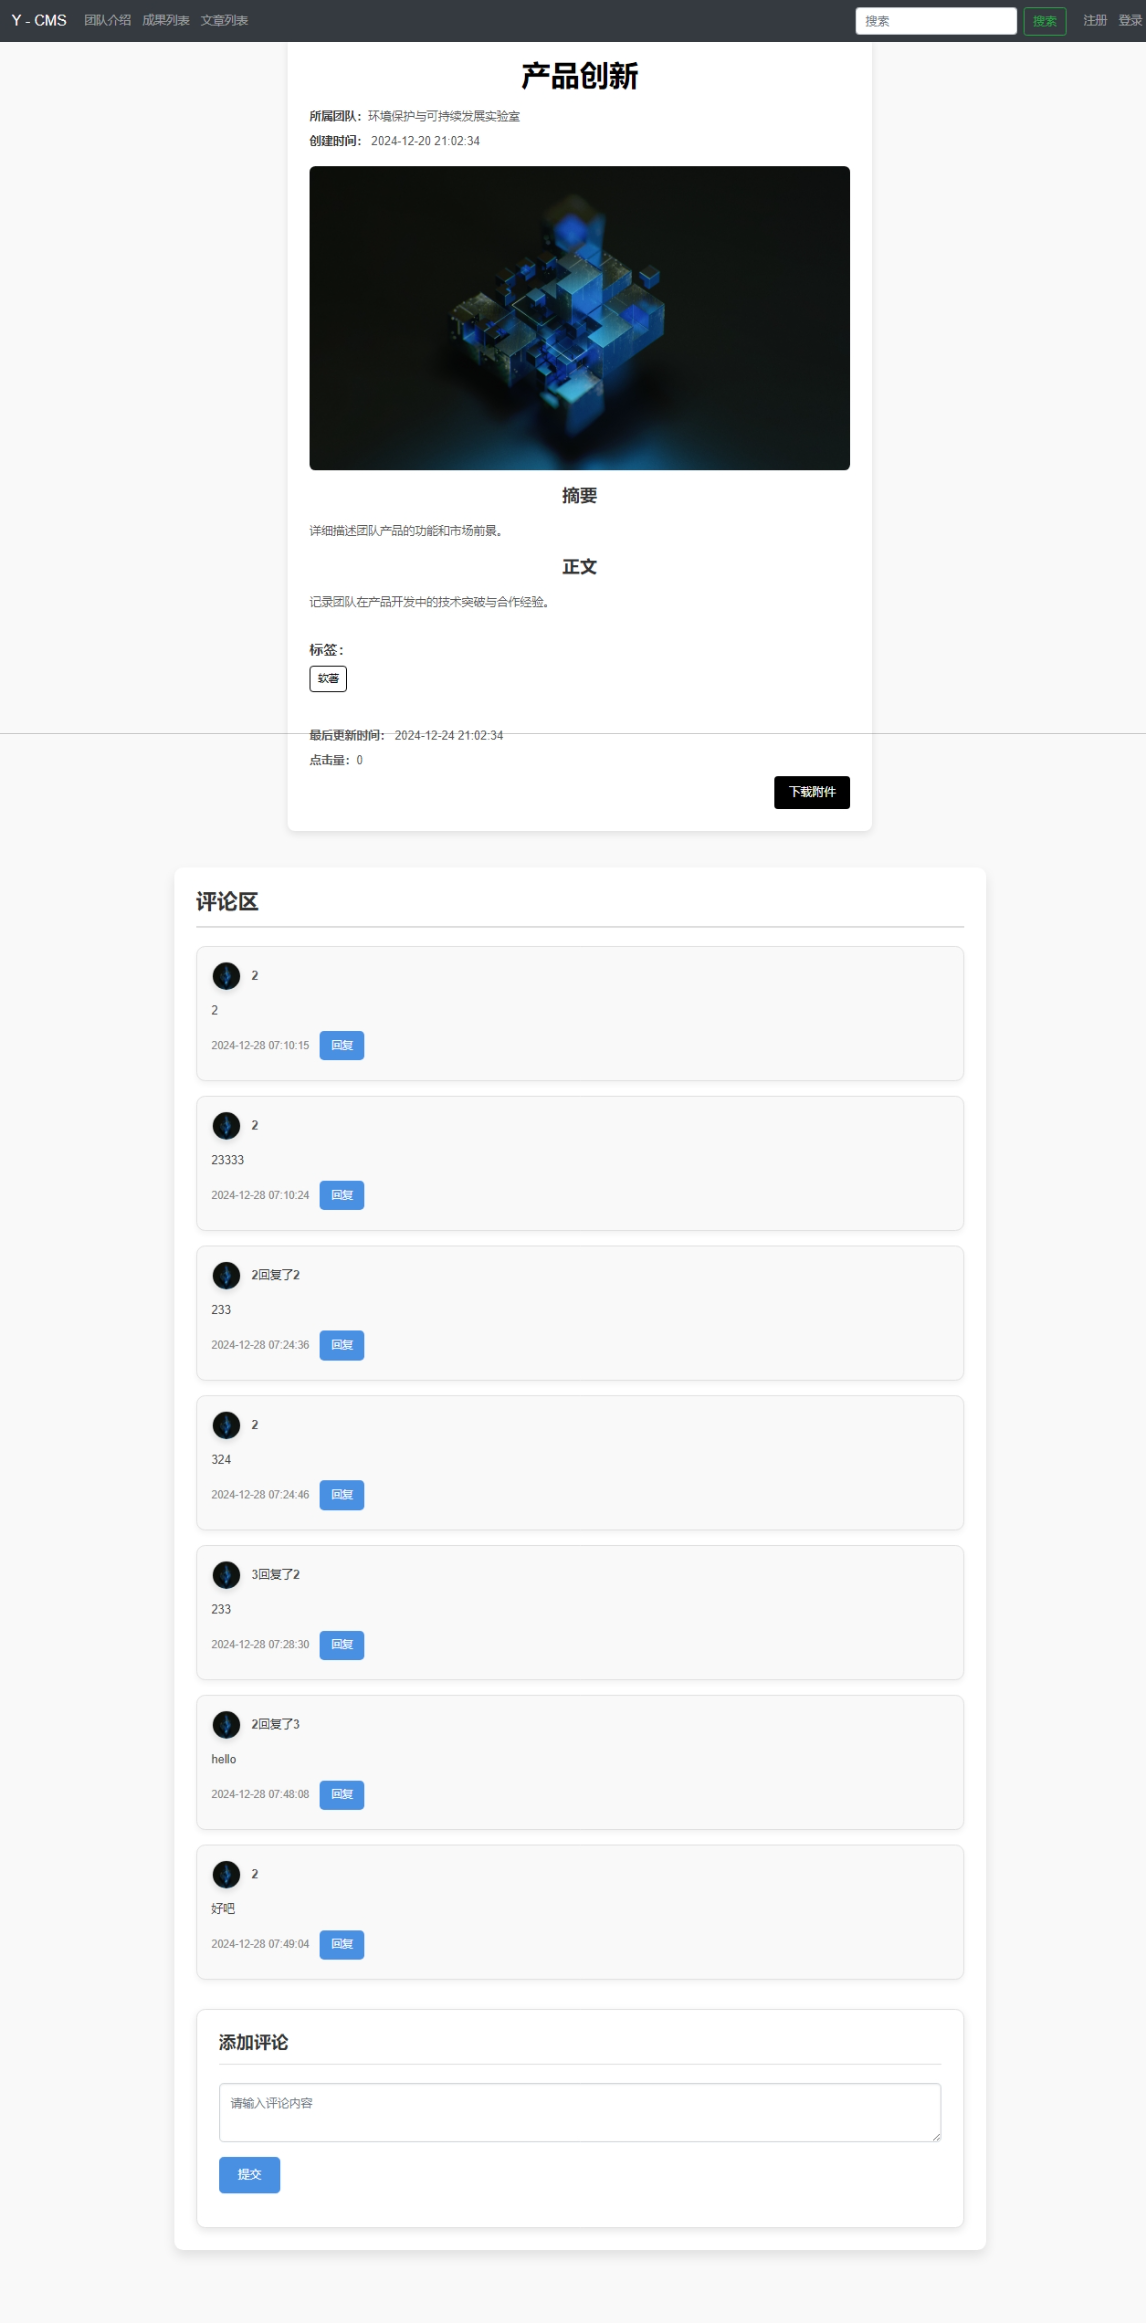 Y - CMS 团队介绍 成果列表 文章列表 搜索 搜索 注册 登录
产品创新
所属团队：环境保护与可持续发展实验室
创建时间： 2024-12-20 21:02:34
摘要
详细描述团队产品的功能和市场前景。
正文
记录团队在产品开发中的技术突破与合作经验。
标签：
软著
最后更新时间： 2024-12-24 21:02:34
点击量：0
下载附件
评论区
2
2
2024-12-28 07:10:15 回复
2
23333
2024-12-28 07:10:24 回复
2回复了2
233
2024-12-28 07:24:36 回复
2
324
2024-12-28 07:24:46 回复
3回复了2
233
2024-12-28 07:28:30 回复
2回复了3
hello
2024-12-28 07:48:08 回复
2
好吧
2024-12-28 07:49:04 回复
添加评论
请输入评论内容
提交